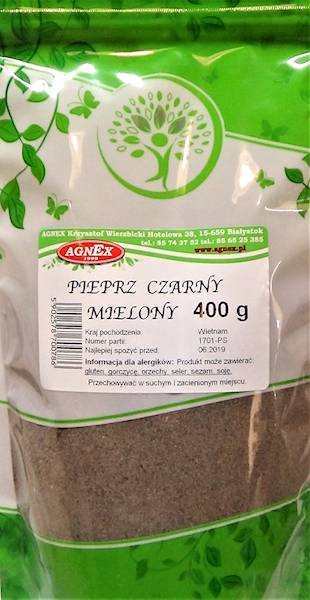 AGNEX Krzysztof Wierzbicki Hotelowa 38, 15-659 Białystok
tel.: 85 74 37 52 tel.: 85 65 25 385
www.agnex.pl
AGNEX
1990
PIEPRZ CZARNY
MIELONY 400 g
Kraj pochodzenia: Wietnam
Numer partii: 1701-PS
Najlepiej spożyć przed: 06.2019
Informacja dla alergików: Produkt może zawierać:
gluten, gorczycę, orzechy, seler, sezam, soję.
Przechowywać w suchym i zacienionym miejscu.